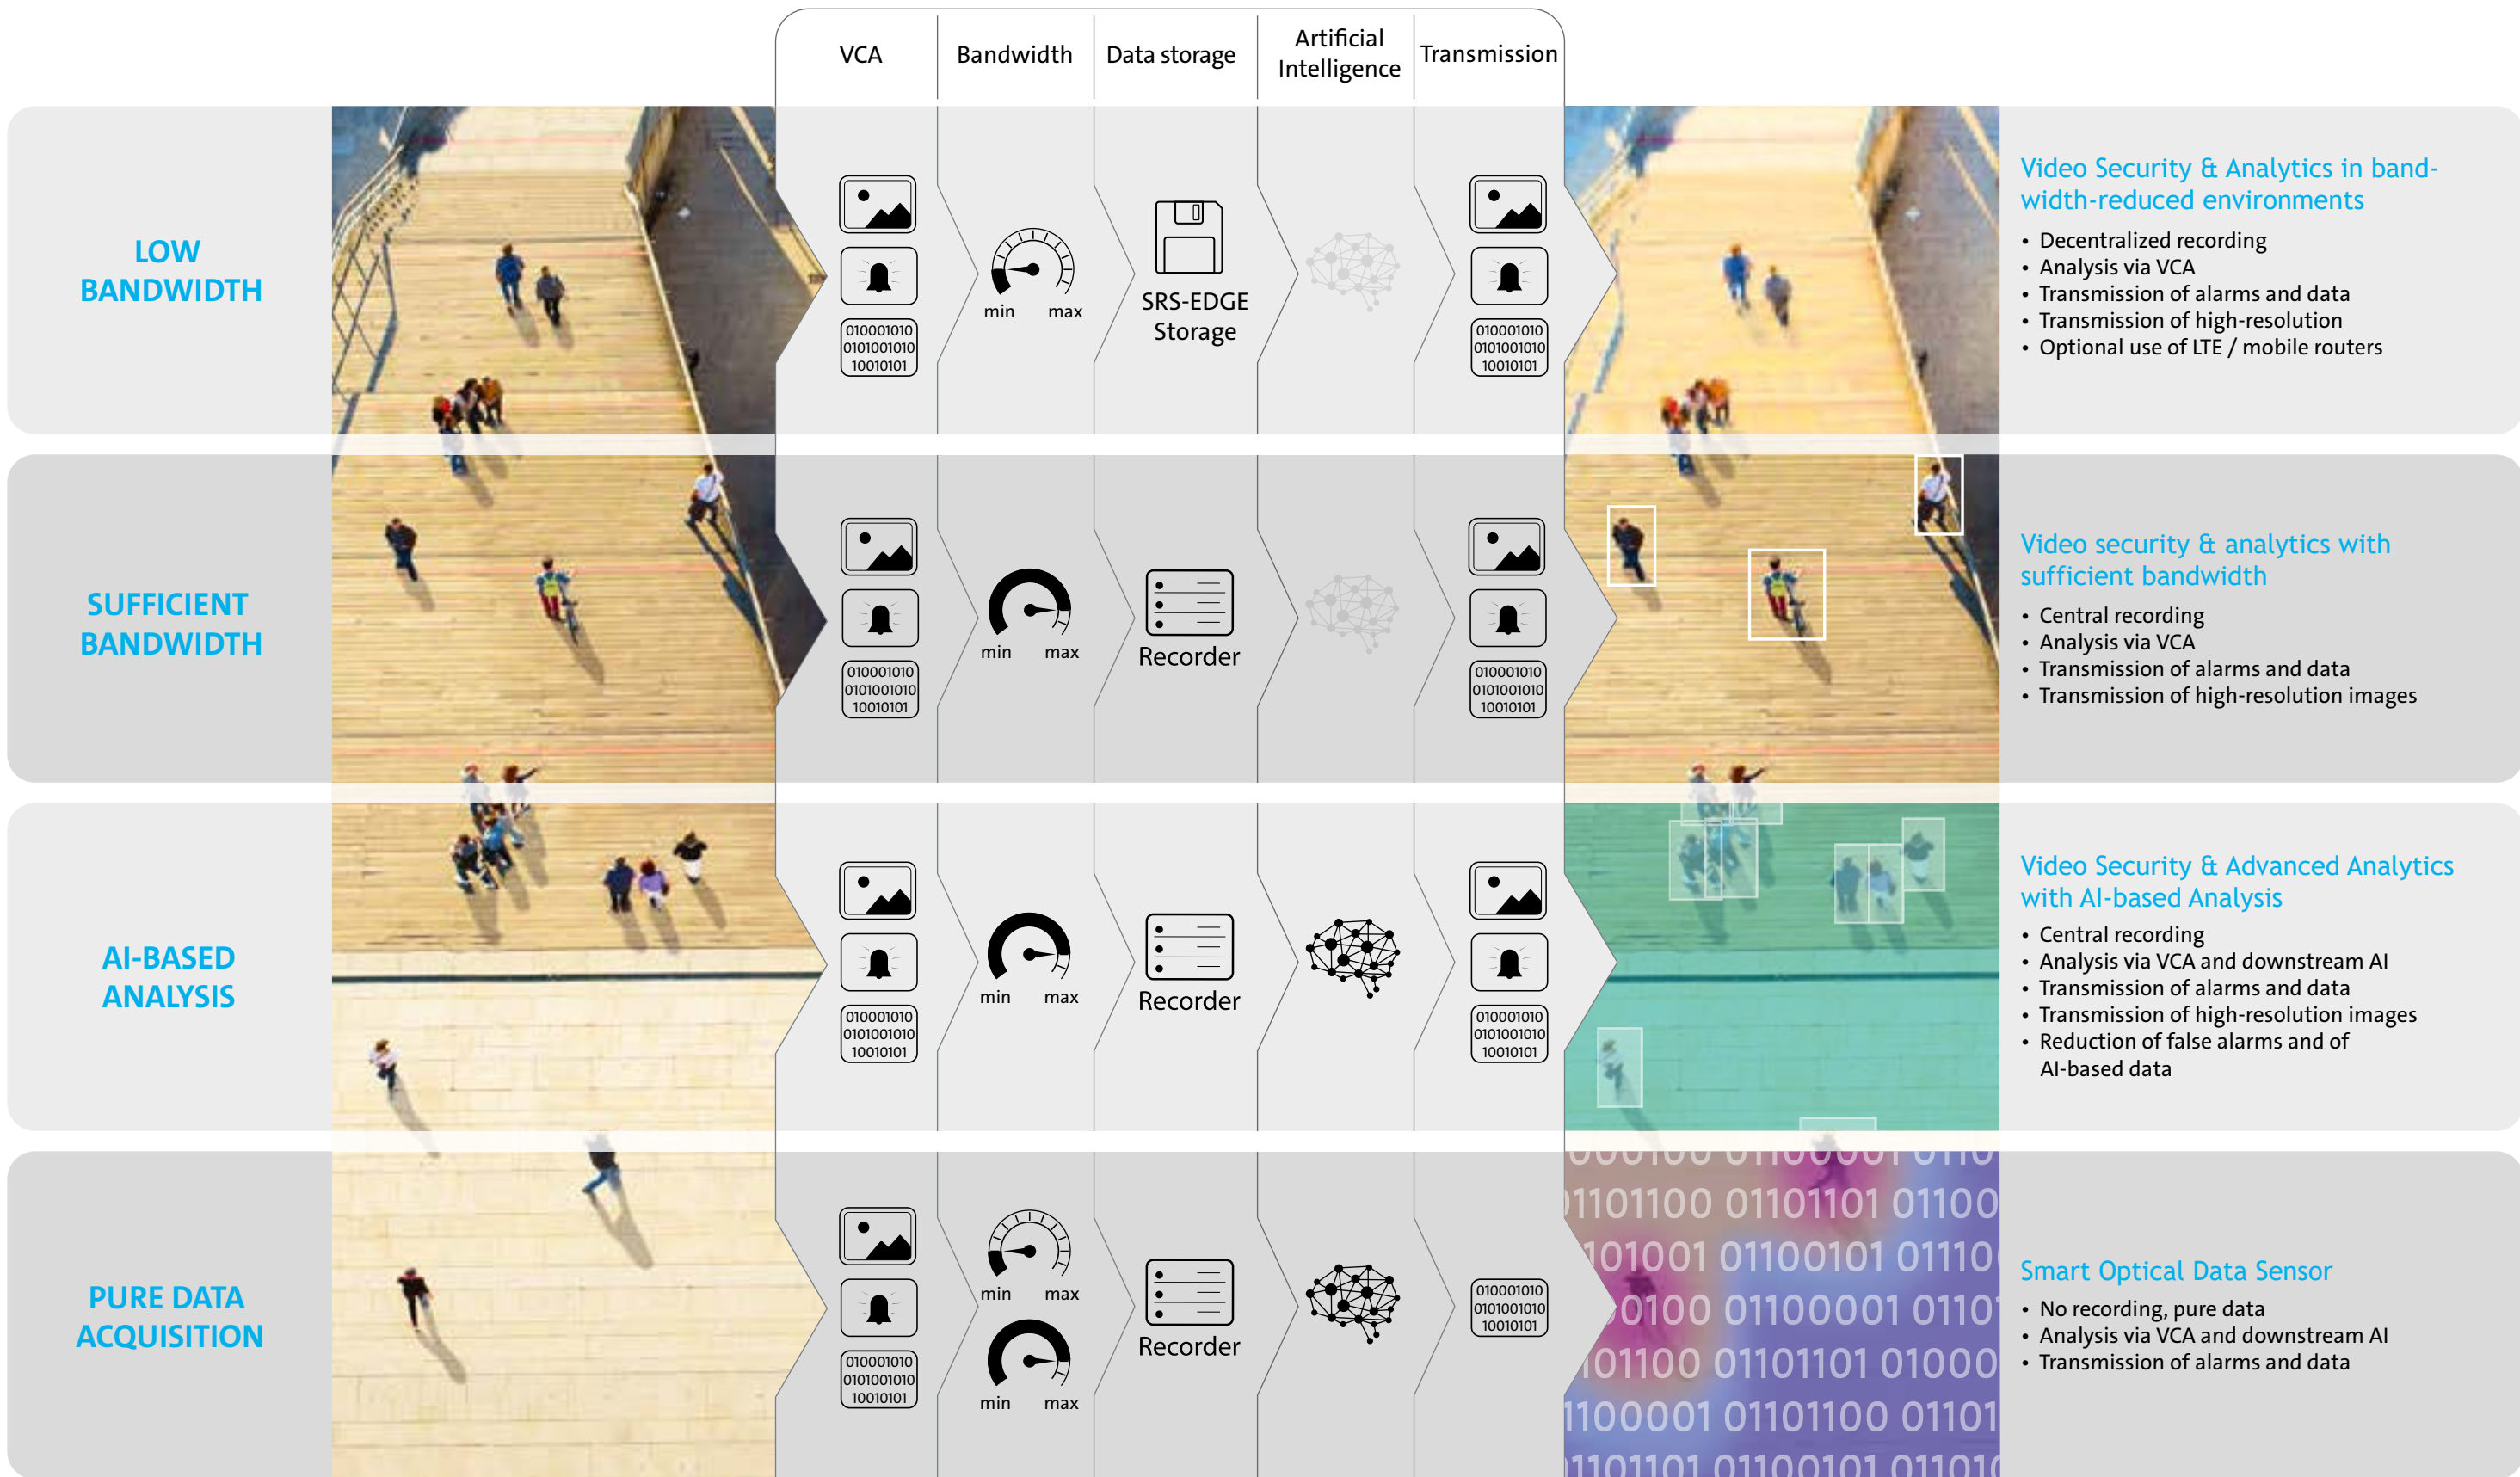 VCA
Bandwidth
Data storage
Artificial
Intelligence
Transmission
LOW
BANDWIDTH
010001010
0101001010
10010101
min max
SRS-EDGE
Storage
010001010
0101001010
10010101
Video Security & Analytics in band-
width-reduced environments
• Decentralized recording
• Analysis via VCA
• Transmission of alarms and data
• Transmission of high-resolution
• Optional use of LTE / mobile routers
SUFFICIENT
BANDWIDTH
010001010
0101001010
10010101
min max
Recorder
010001010
0101001010
10010101
Video security & analytics with
sufficient bandwidth
• Central recording
• Analysis via VCA
• Transmission of alarms and data
• Transmission of high-resolution images
AI-BASED
ANALYSIS
010001010
0101001010
10010101
min max
Recorder
010001010
0101001010
10010101
Video Security & Advanced Analytics
with AI-based Analysis
• Central recording
• Analysis via VCA and downstream AI
• Transmission of alarms and data
• Transmission of high-resolution images
• Reduction of false alarms and of
AI-based data
PURE DATA
ACQUISITION
010001010
0101001010
10010101
min max
min max
Recorder
010001010
0101001010
10010101
1101100 01101101 01100
101001 01100101 01110
0100 01100001 0110
101100 01101101 01000
1100001 01101100 01101
1101101 01100101 01101
Smart Optical Data Sensor
• No recording, pure data
• Analysis via VCA and downstream AI
• Transmission of alarms and data